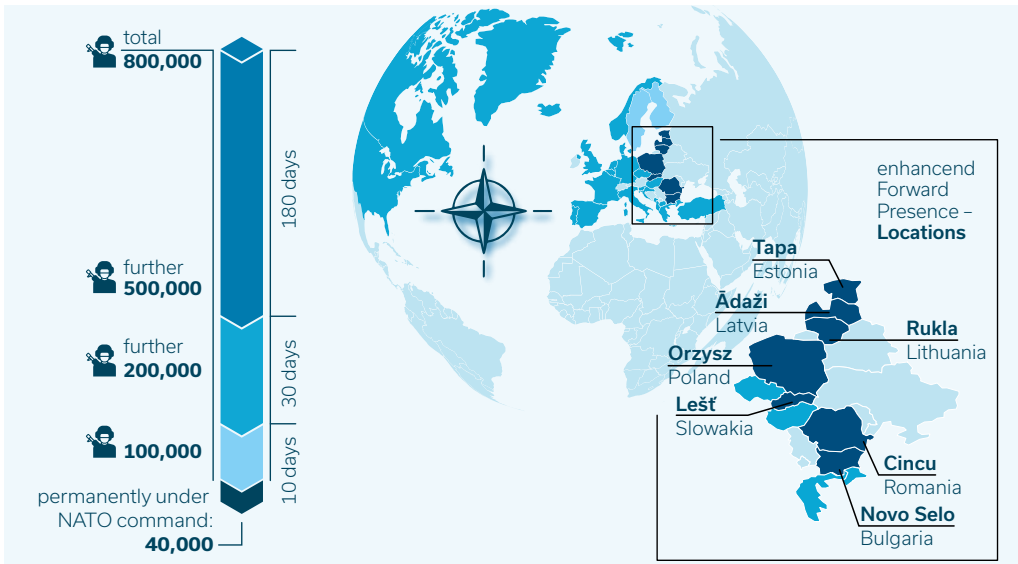 total
800,000
180 days
further
500,000
further
200,000
30 days
100,000
10 days
permanently under
NATO command:
40,000
enhancend
Forward
Presence –
Locations
Tapa
Estonia
Ādaži
Latvia
Rukla
Lithuania
Orzysz
Poland
Lešť
Slowakia
Cincu
Romania
Novo Selo
Bulgaria